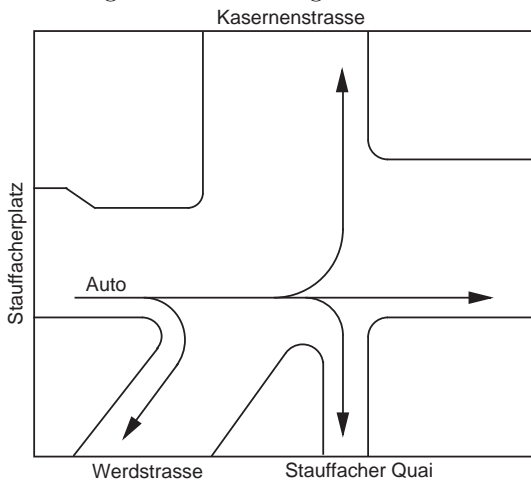 Kasernenstrasse
Stauffacherplatz
Auto
Werdstrasse
Stauffacher Quai